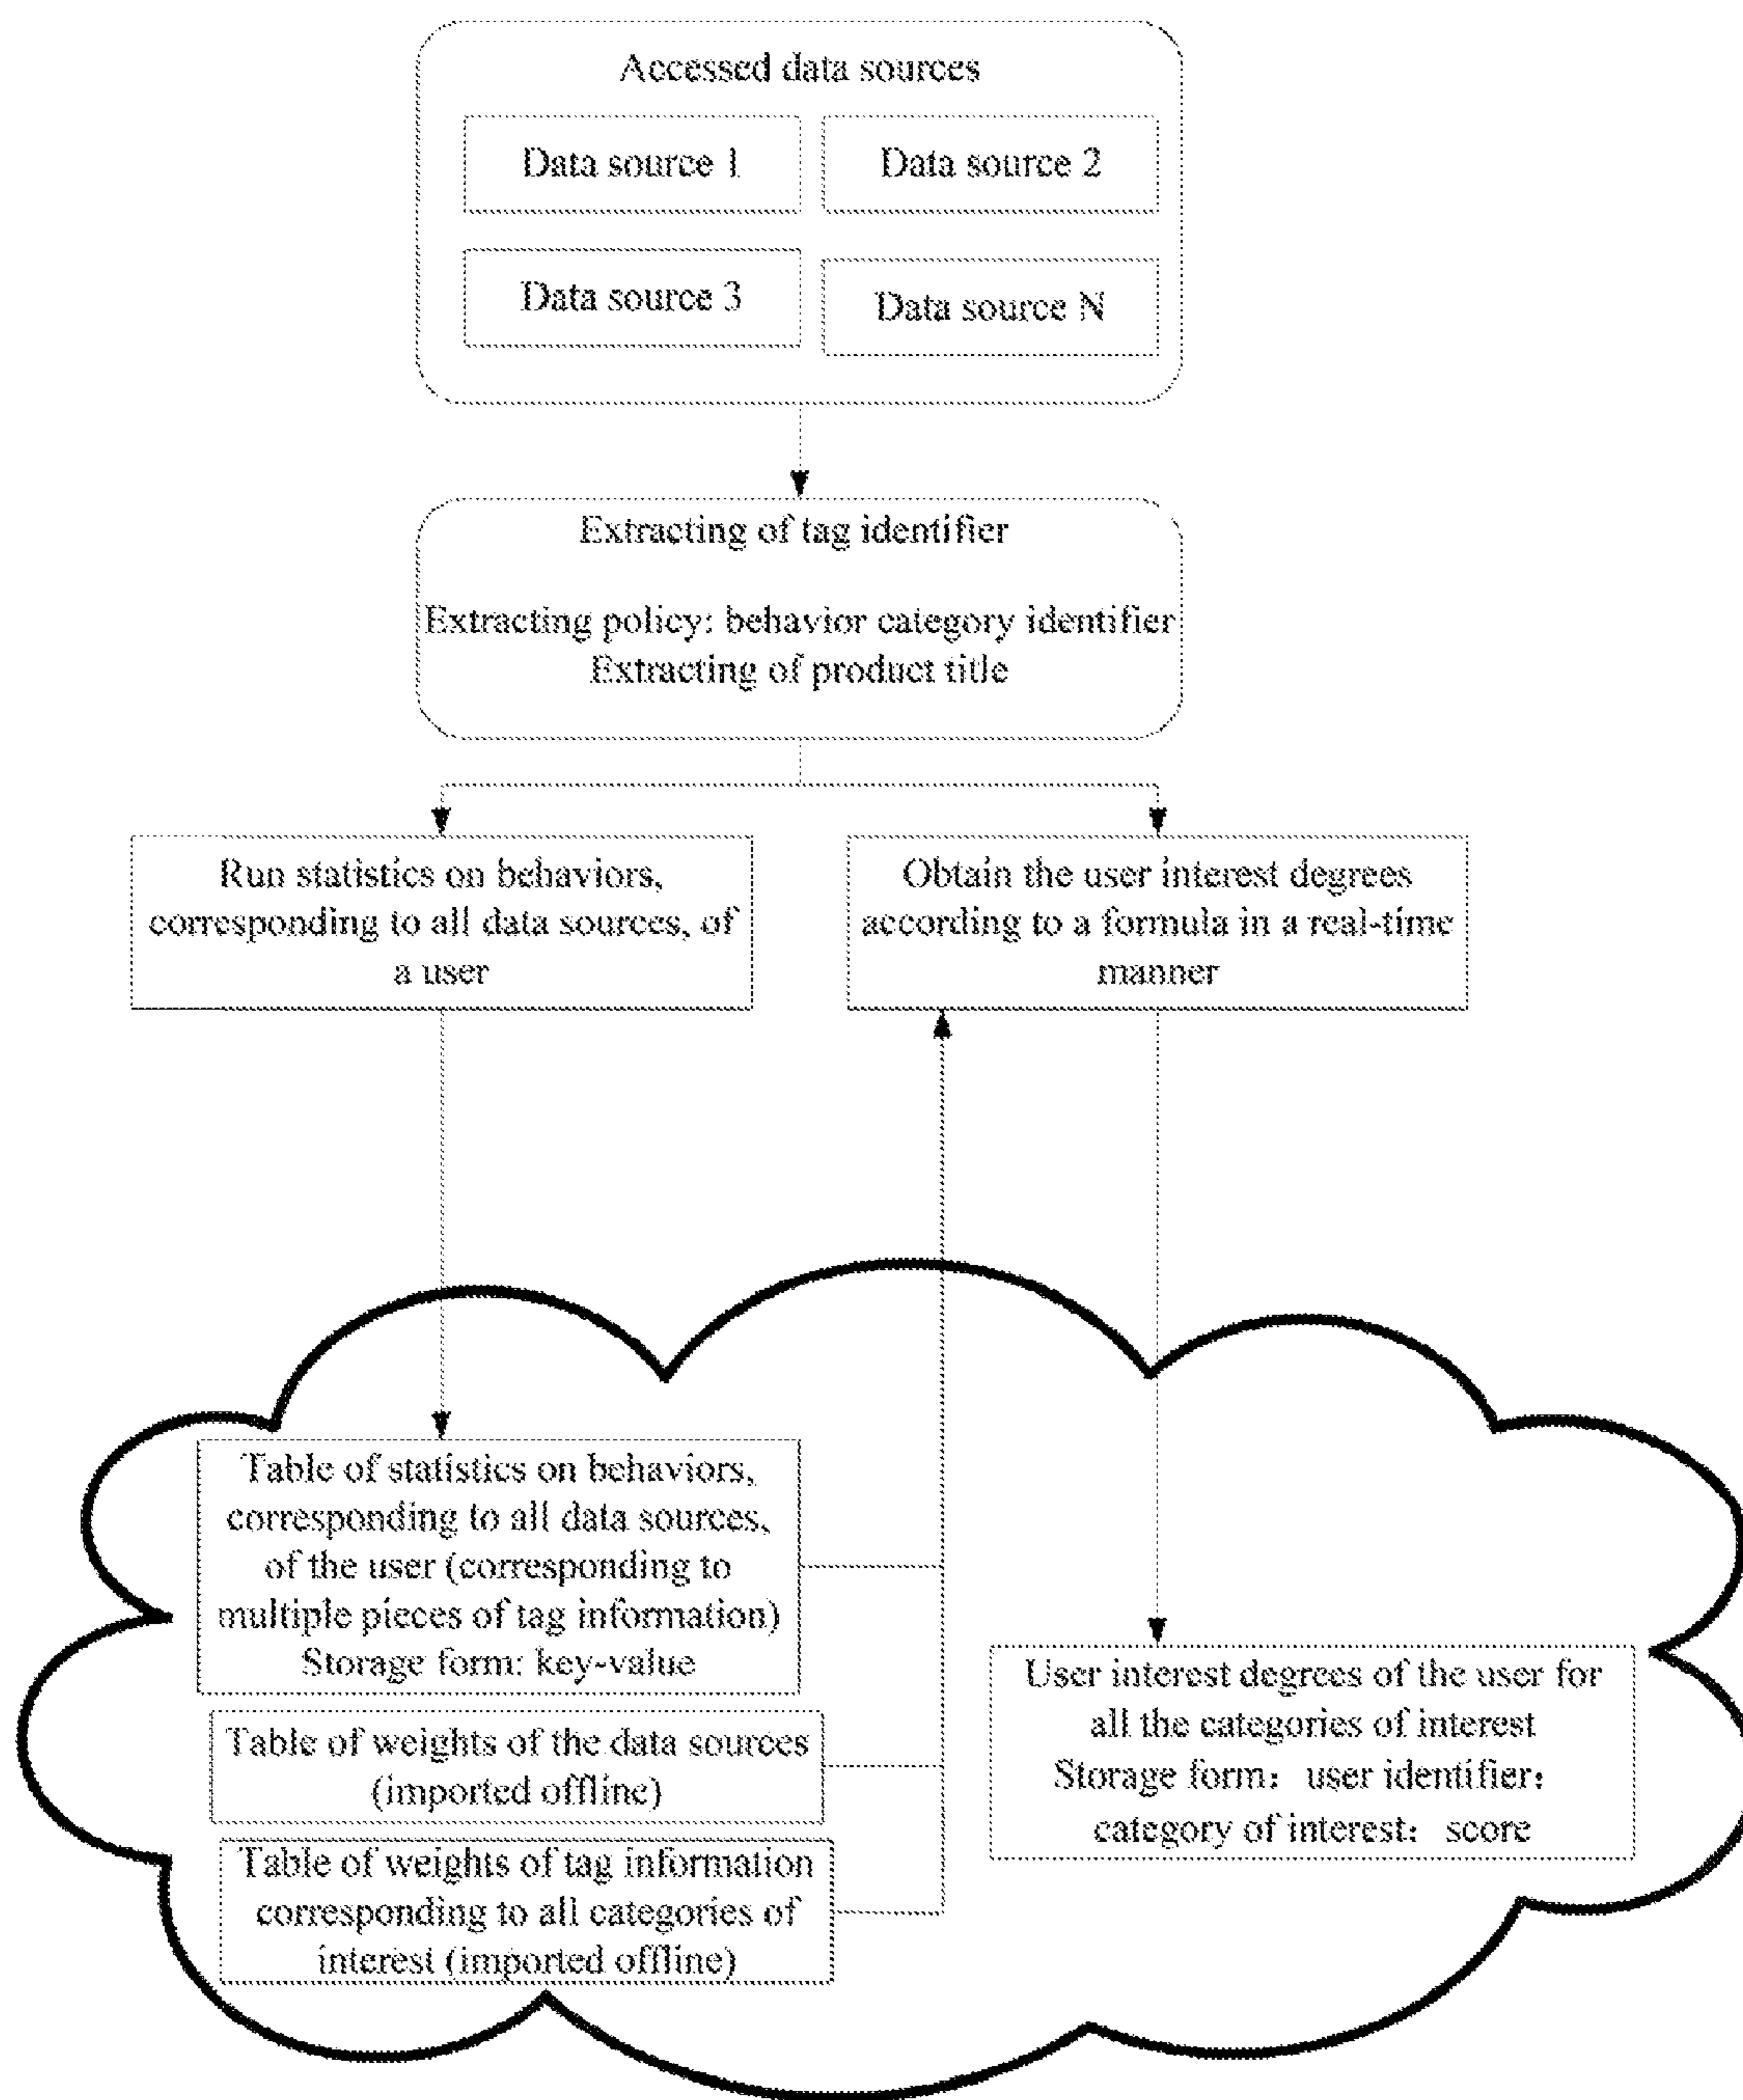 Accessed data sources
Data source 1
Data source 2
Data source 3
Data source N
Extracting of tag identifier
Extracting policy: behavior category identifier
Extracting of product title
Run statistics on behaviors,
corresponding to all data sources, of
a user
Obtain the user interest degrees
according to a formula in a real-time
manner
Table of statistics on behaviors,
corresponding to all data sources,
of the user (corresponding to
multiple pieces of tag information)
Storage form: key-value
Table of weights of the data sources
(imported offline)
Table of weights of tag information
corresponding to all categories of
interest (imported offline)
User interest degrees of the user for
all the categories of interest
Storage form: user identifier:
category of interest: score